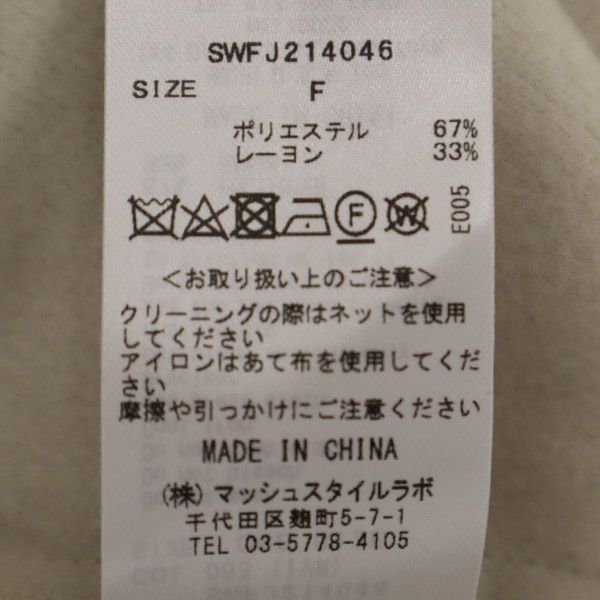 SWFJ214046
SIZE F
ポリエステル 67%
レーヨン 33%
F W E005
<お取り扱い上のご注意>
クリーニングの際はネットを使用
してください
アイロンはあて布を使用してくだ
さい
摩擦や引っかけにご注意ください
MADE IN CHINA
(株) マッシュスタイルラボ
千代田区麹町5-7-1
TEL 03-5778-4105